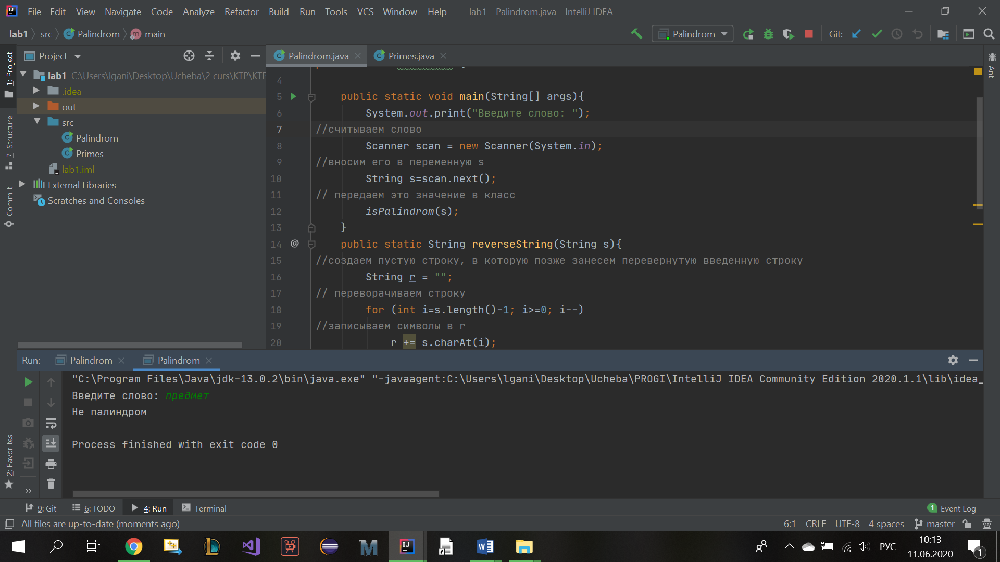 File Edit View Navigate Code Analyze Refactor Build Run Tools VCS Window Help lab1 - Palindrom.java - IntelliJ IDEA
lab1 src Palindrom main Palindrom Git:
Project Palindrom.java Primes.java
1: Project
7: Structure
Commit
2: Favorites
Ant
lab1 C:\Users\lgani\Desktop\Ucheba\2 curs\KTP\KTP
.idea
out
src
Palindrom
Primes
lab1.iml
External Libraries
Scratches and Consoles
4
5 public static void main(String[] args){
6 System.out.print("Введите слово: ");
7 //считываем слово
8 Scanner scan = new Scanner(System.in);
9 //вносим его в переменную s
10 String s=scan.next();
11 // передаем это значение в класс
12 isPalindrom(s);
13 }
14 @ public static String reverseString(String s){
15 //создаем пустую строку, в которую позже занесем перевернутую введенную строку
16 String r = "";
17 // переворачиваем строку
18 for (int i=s.length()-1; i>=0; i--)
19 //записываем символы в r
20 r += s.charAt(i);
Run: Palindrom Palindrom
"C:\Program Files\Java\jdk-13.0.2\bin\java.exe" "-javaagent:C:\Users\lgani\Desktop\Ucheba\PROGI\IntelliJ IDEA Community Edition 2020.1.1\lib\idea_
Введите слово: предмет
Не палиндром
Process finished with exit code 0
9: Git 6: TODO 4: Run Terminal 1 Event Log
All files are up-to-date (moments ago) 6:1 CRLF UTF-8 4 spaces master
РУС
10:13
11.06.2020
1